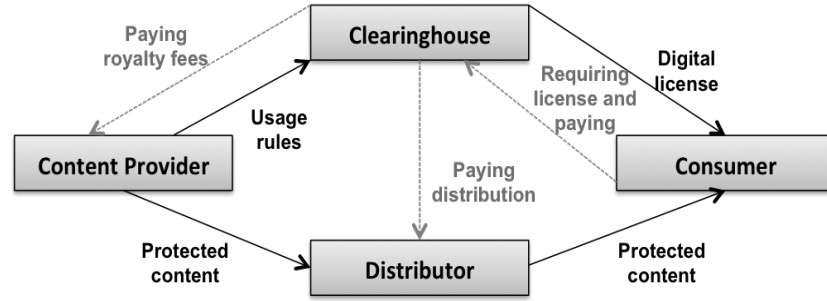 Clearinghouse
Paying
royalty fees
Digital
license
Requiring
license and
paying
Usage
rules
Content Provider
Consumer
Paying
distribution
Protected
content
Distributor
Protected
content